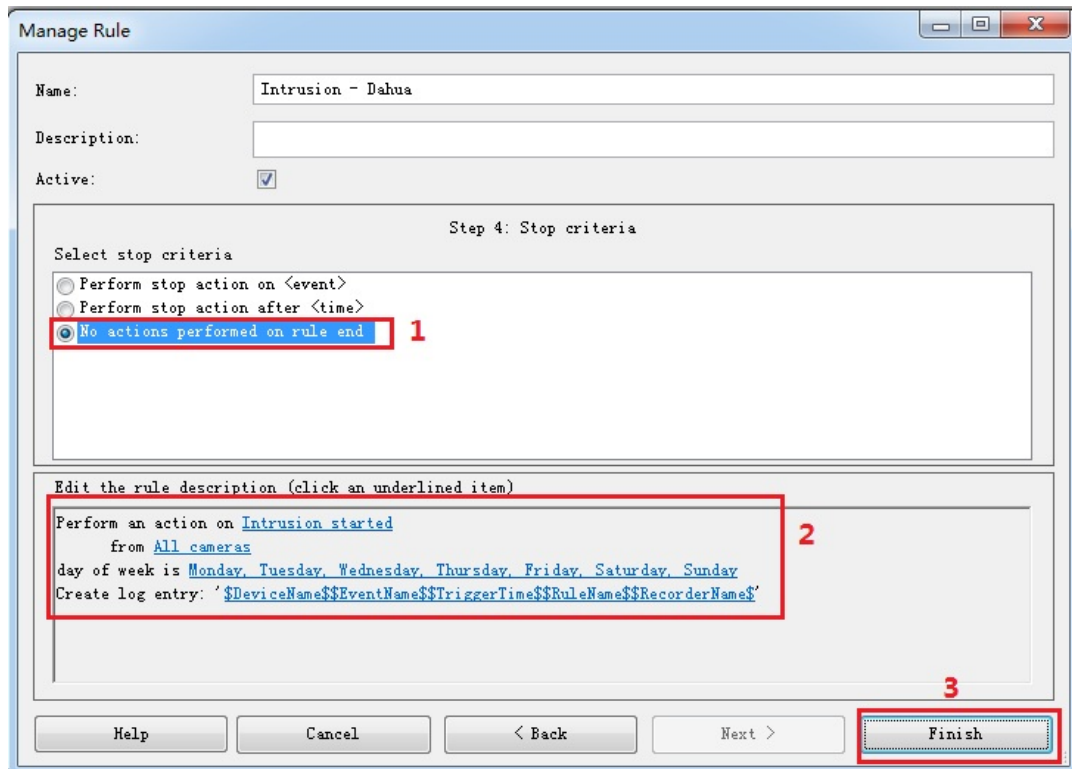 Manage Rule
Name: Intrusion - Dahua
Description:
Active:
Step 4: Stop criteria
Select stop criteria
Perform stop action on <event>
Perform stop action after <time>
No actions performed on rule end 1
Edit the rule description (click an underlined item)
Perform an action on Intrusion started
from All cameras
2
day of week is Monday, Tuesday, Wednesday, Thursday, Friday, Saturday, Sunday
Create log entry: '$DeviceName$$EventName$$TriggerTime$$RuleName$$RecorderName$'
3
Help Cancel < Back Next > Finish